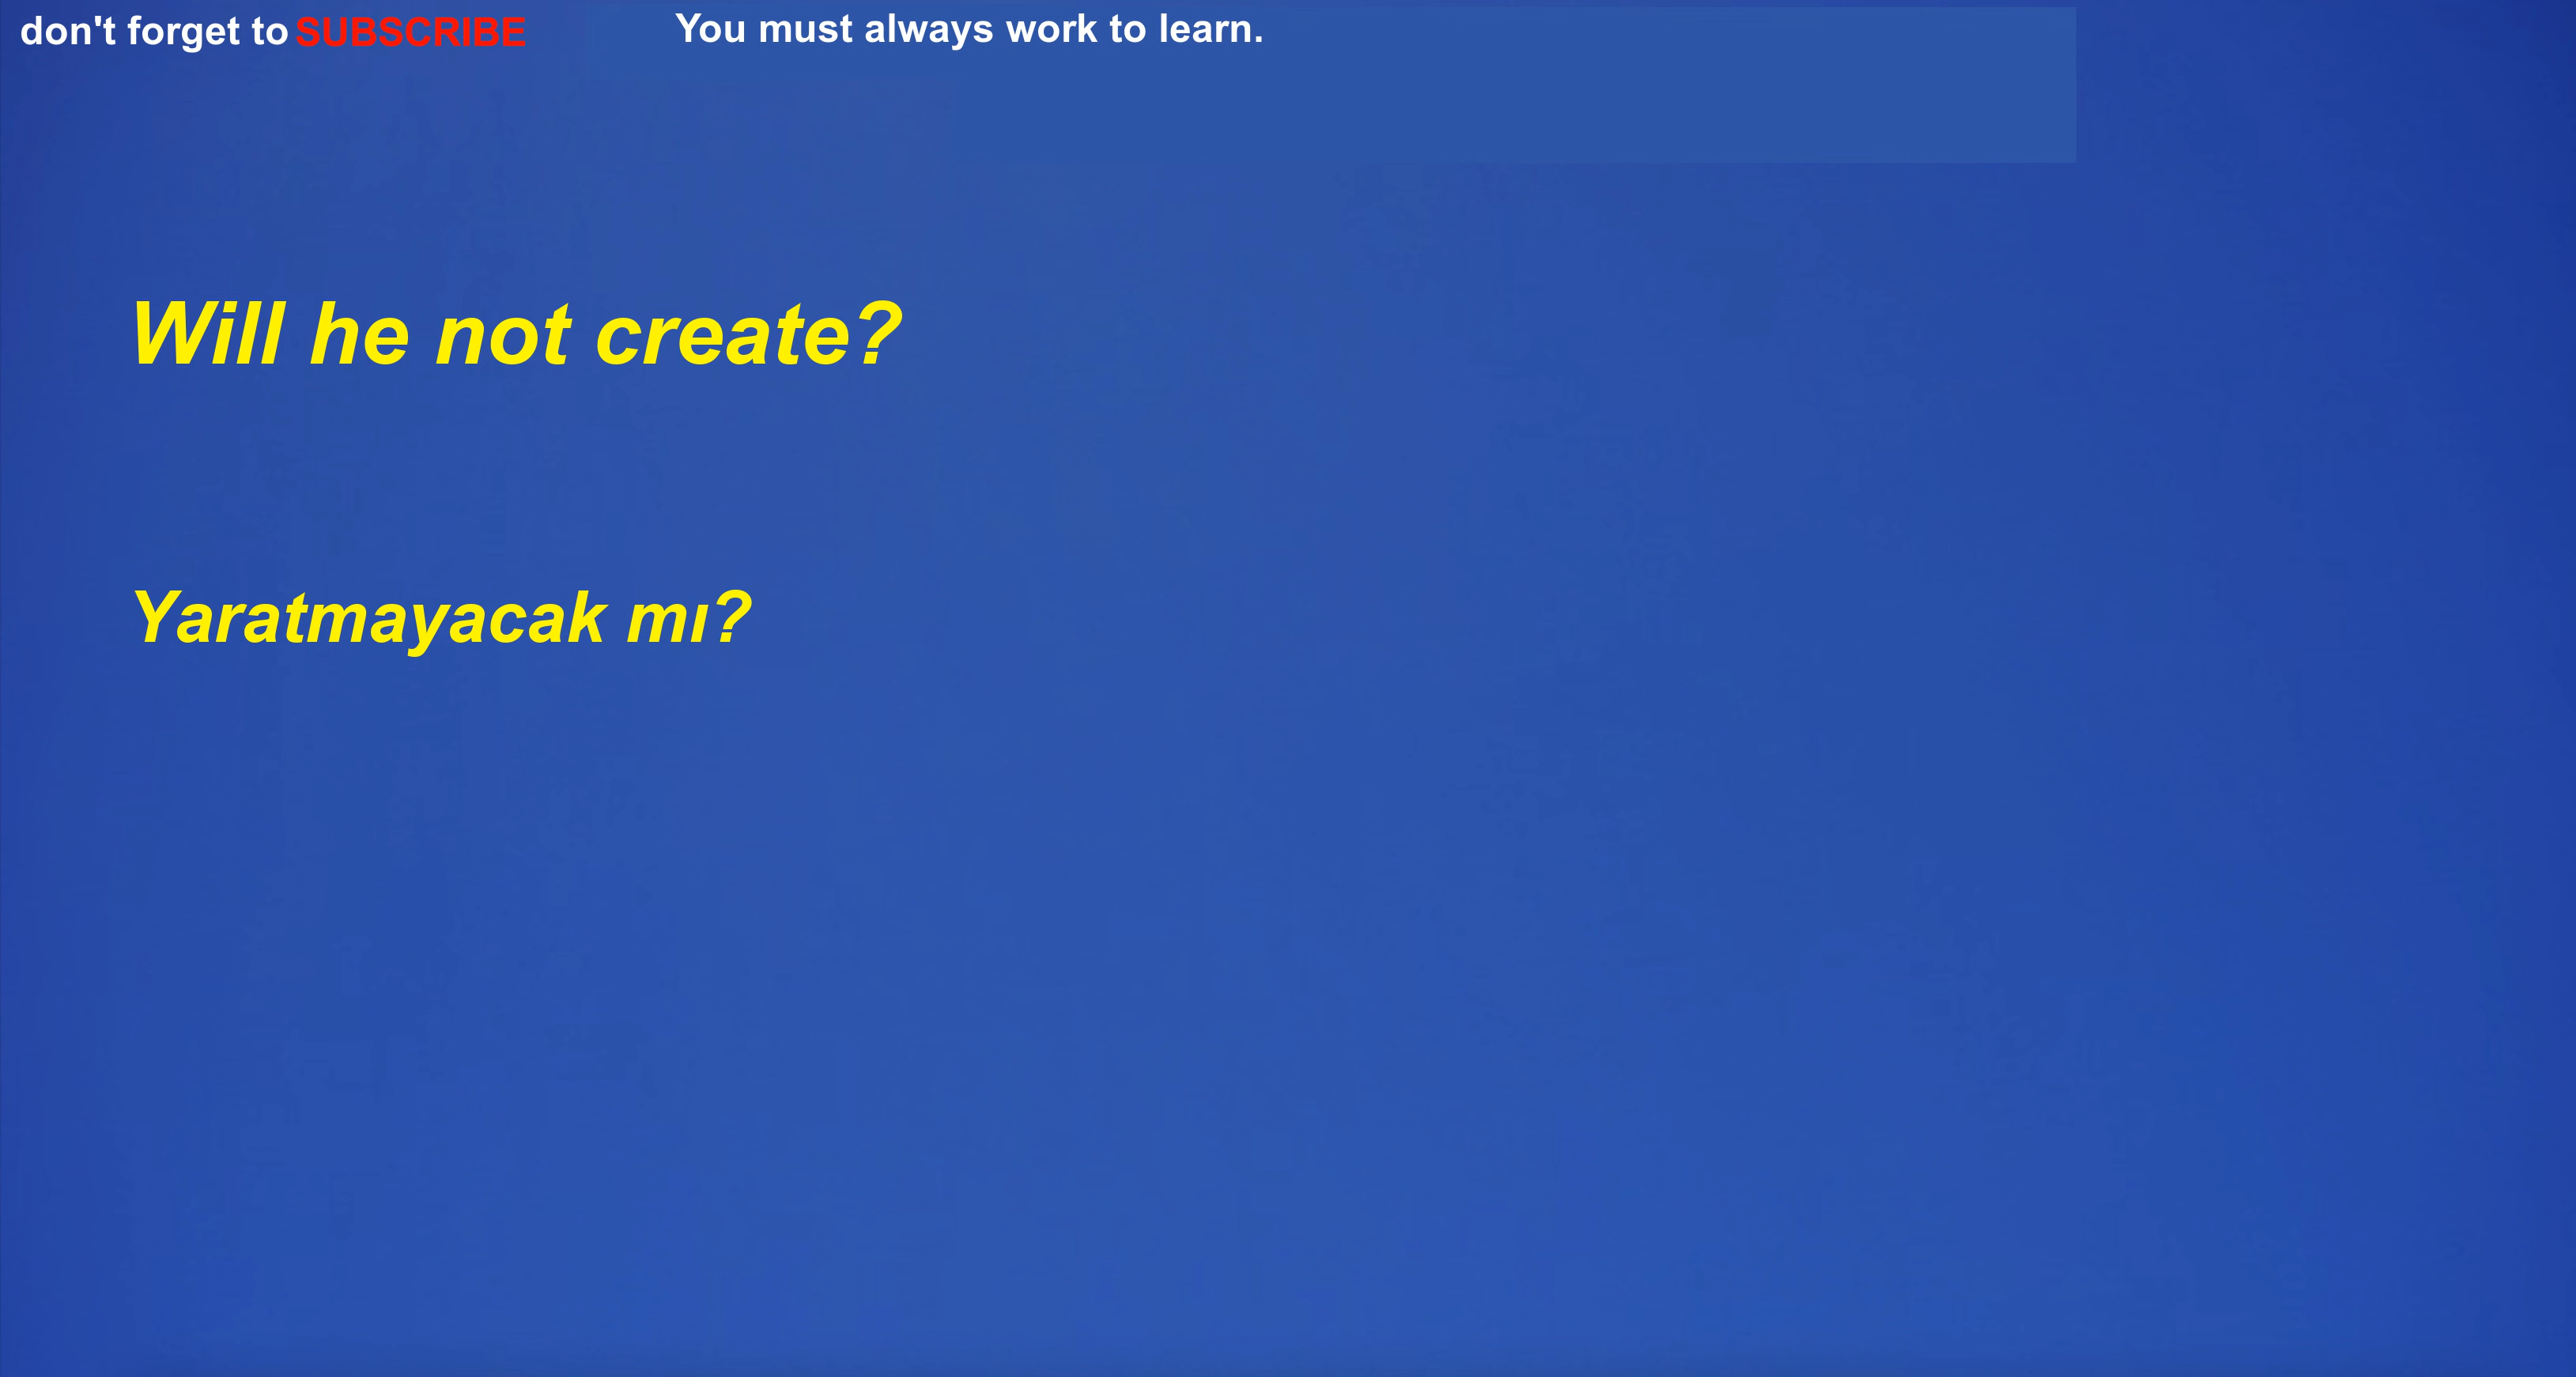 don't forget to SUBSCRIBE You must always work to learn.
Will he not create?
Yaratmayacak mı?